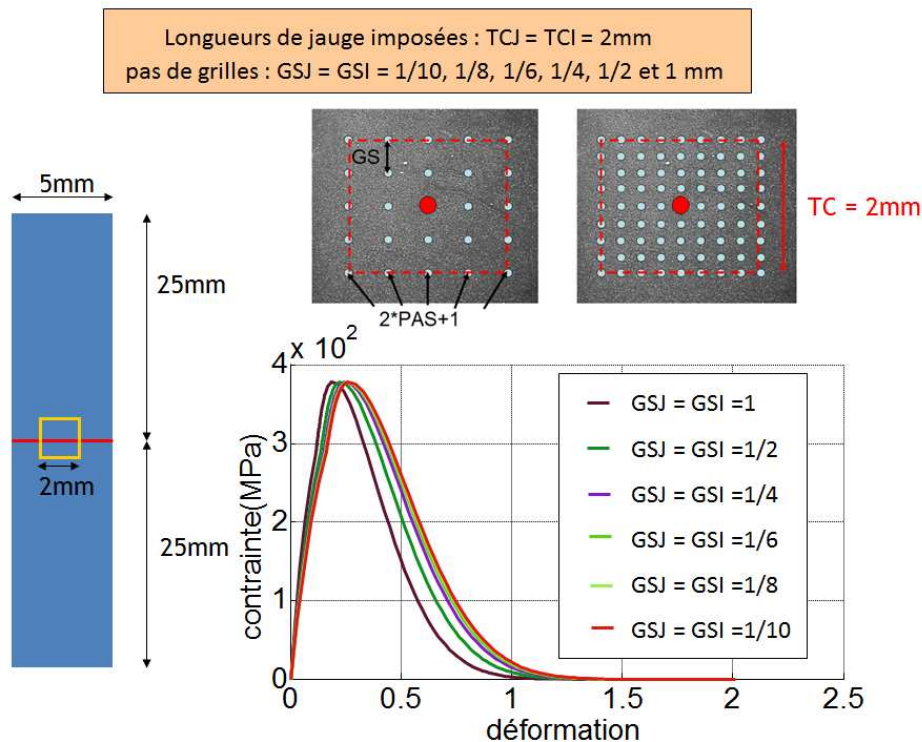 Longueurs de jauge imposées : TCJ = TCI = 2mm
pas de grilles : GSJ = GSI = 1/10, 1/8, 1/6, 1/4, 1/2 et 1 mm
GS
2*PAS+1
TC = 2mm
5mm
25mm
2mm
25mm
4 x 10²
3
2
1
0
0
0.5
1
1.5
2
2.5
contrainte(MPa)
déformation
GSJ = GSI =1
GSJ = GSI =1/2
GSJ = GSI =1/4
GSJ = GSI =1/6
GSJ = GSI =1/8
GSJ = GSI =1/10